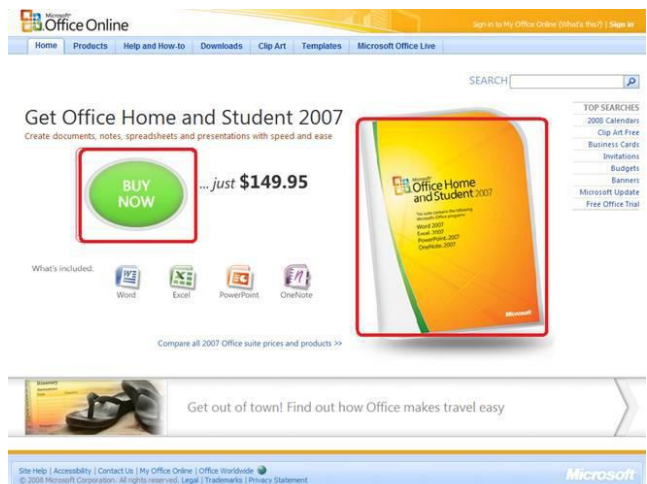 Microsoft
Office Online
Sign in to My Office Online (What's this?) | Sign in
Home Products Help and How-to Downloads Clip Art Templates Microsoft Office Live
SEARCH
Get Office Home and Student 2007
Create documents, notes, spreadsheets and presentations with speed and ease
BUY
NOW
... just $149.95
What's included:
Word Excel PowerPoint OneNote
Compare all 2007 Office suite prices and products >>
Microsoft
Office Home
and Student 2007
Word 2007
Excel 2007
PowerPoint 2007
OneNote 2007
Microsoft
TOP SEARCHES
2008 Calendars
Clip Art Free
Business Cards
Invitations
Budgets
Banners
Microsoft Update
Free Office Trial
Itinerary
Get out of town! Find out how Office makes travel easy
Site Help | Accessibility | Contact Us | My Office Online | Office Worldwide
© 2008 Microsoft Corporation. All rights reserved. Legal | Trademarks | Privacy Statement
Microsoft